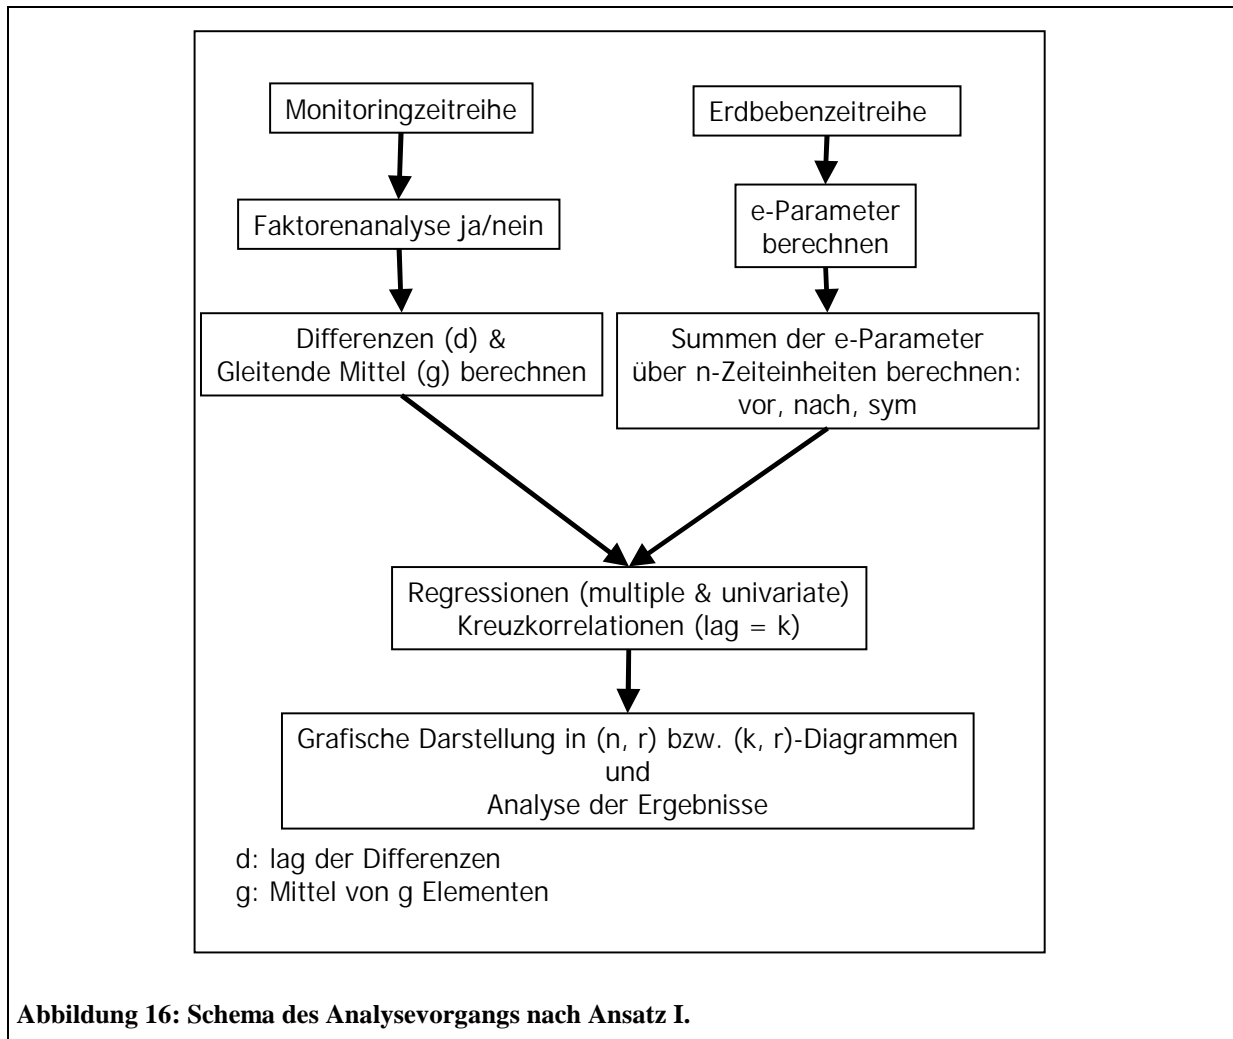 Monitoringzeitreihe
Erdbebenzeitreihe
Faktorenanalyse ja/nein
e-Parameter
berechnen
Differenzen (d) &
Gleitende Mittel (g) berechnen
Summen der e-Parameter
über n-Zeiteinheiten berechnen:
vor, nach, sym
Regressionen (multiple & univariate)
Kreuzkorrelationen (lag = k)
Grafische Darstellung in (n, r) bzw. (k, r)-Diagrammen
und
Analyse der Ergebnisse
d: lag der Differenzen
g: Mittel von g Elementen
Abbildung 16: Schema des Analysevorgangs nach Ansatz I.